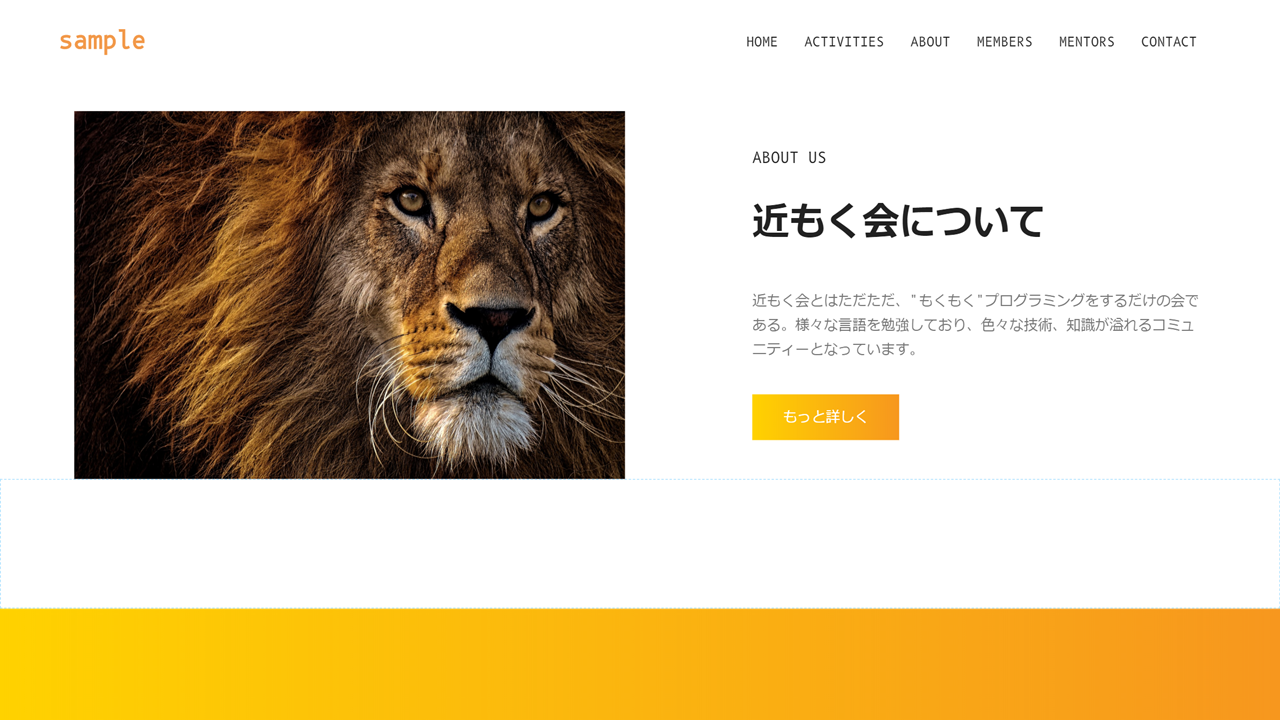 sample
HOME ACTIVITIES ABOUT MEMBERS MENTORS CONTACT
ABOUT US
近もく会について
近もく会とはただただ、"もくもく"プログラミングをするだけの会で
ある。様々な言語を勉強しており、色々な技術、知識が溢れるコミュ
ニティーとなっています。
もっと詳しく